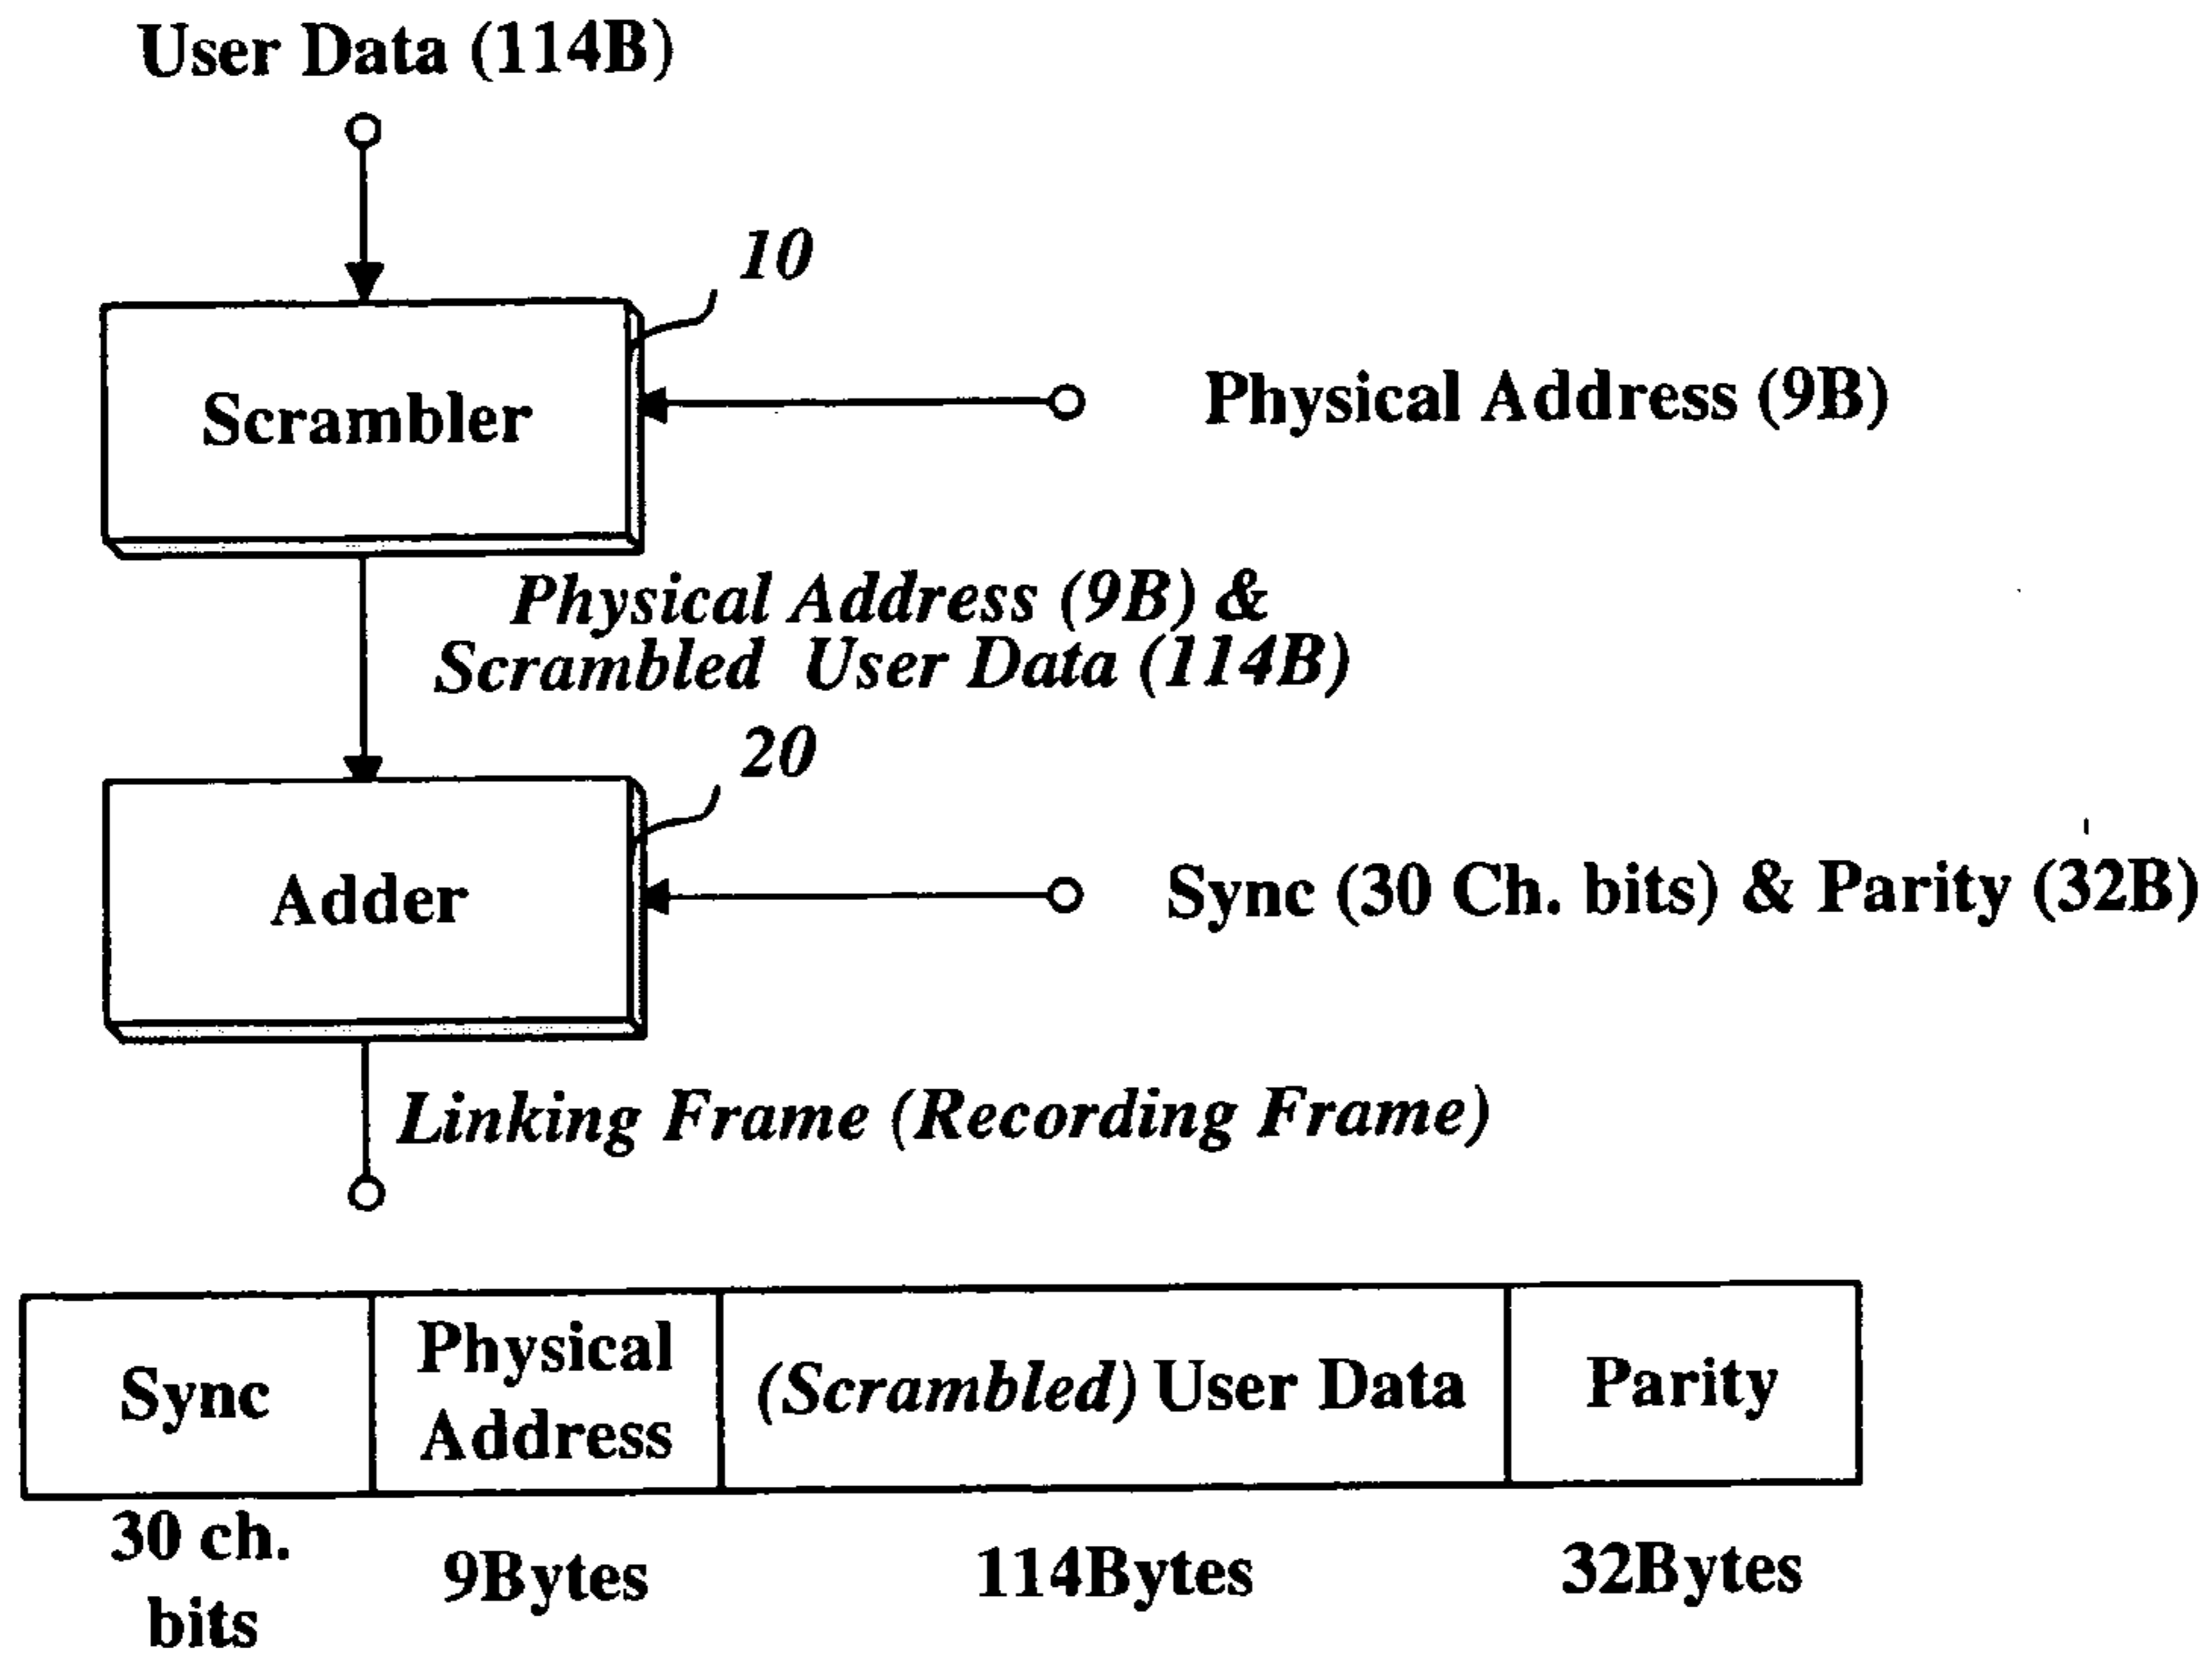 User Data (114B)
10
Scrambler
Physical Address (9B)
Physical Address (9B) &
Scrambled User Data (114B)
20
Adder
Sync (30 Ch. bits) & Parity (32B)
Linking Frame (Recording Frame)
Sync
Physical
Address
(Scrambled) User Data
Parity
30 ch.
bits
9Bytes
114Bytes
32Bytes